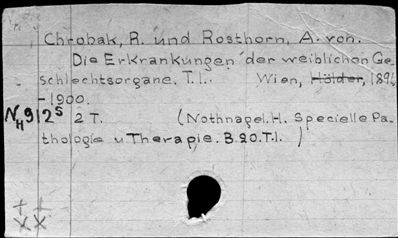 Chrobak, R. und Rosthorn, A. von.
Die Erkrankungen der weiblichen Ge-
schlechtsorgane. T.I. Wien, Hölder, 1896
-1900.
NH912⁵ 2 T. (Nothnagel. H. Specielle Pa-
thologie u. Therapie. B.20.T.I. )